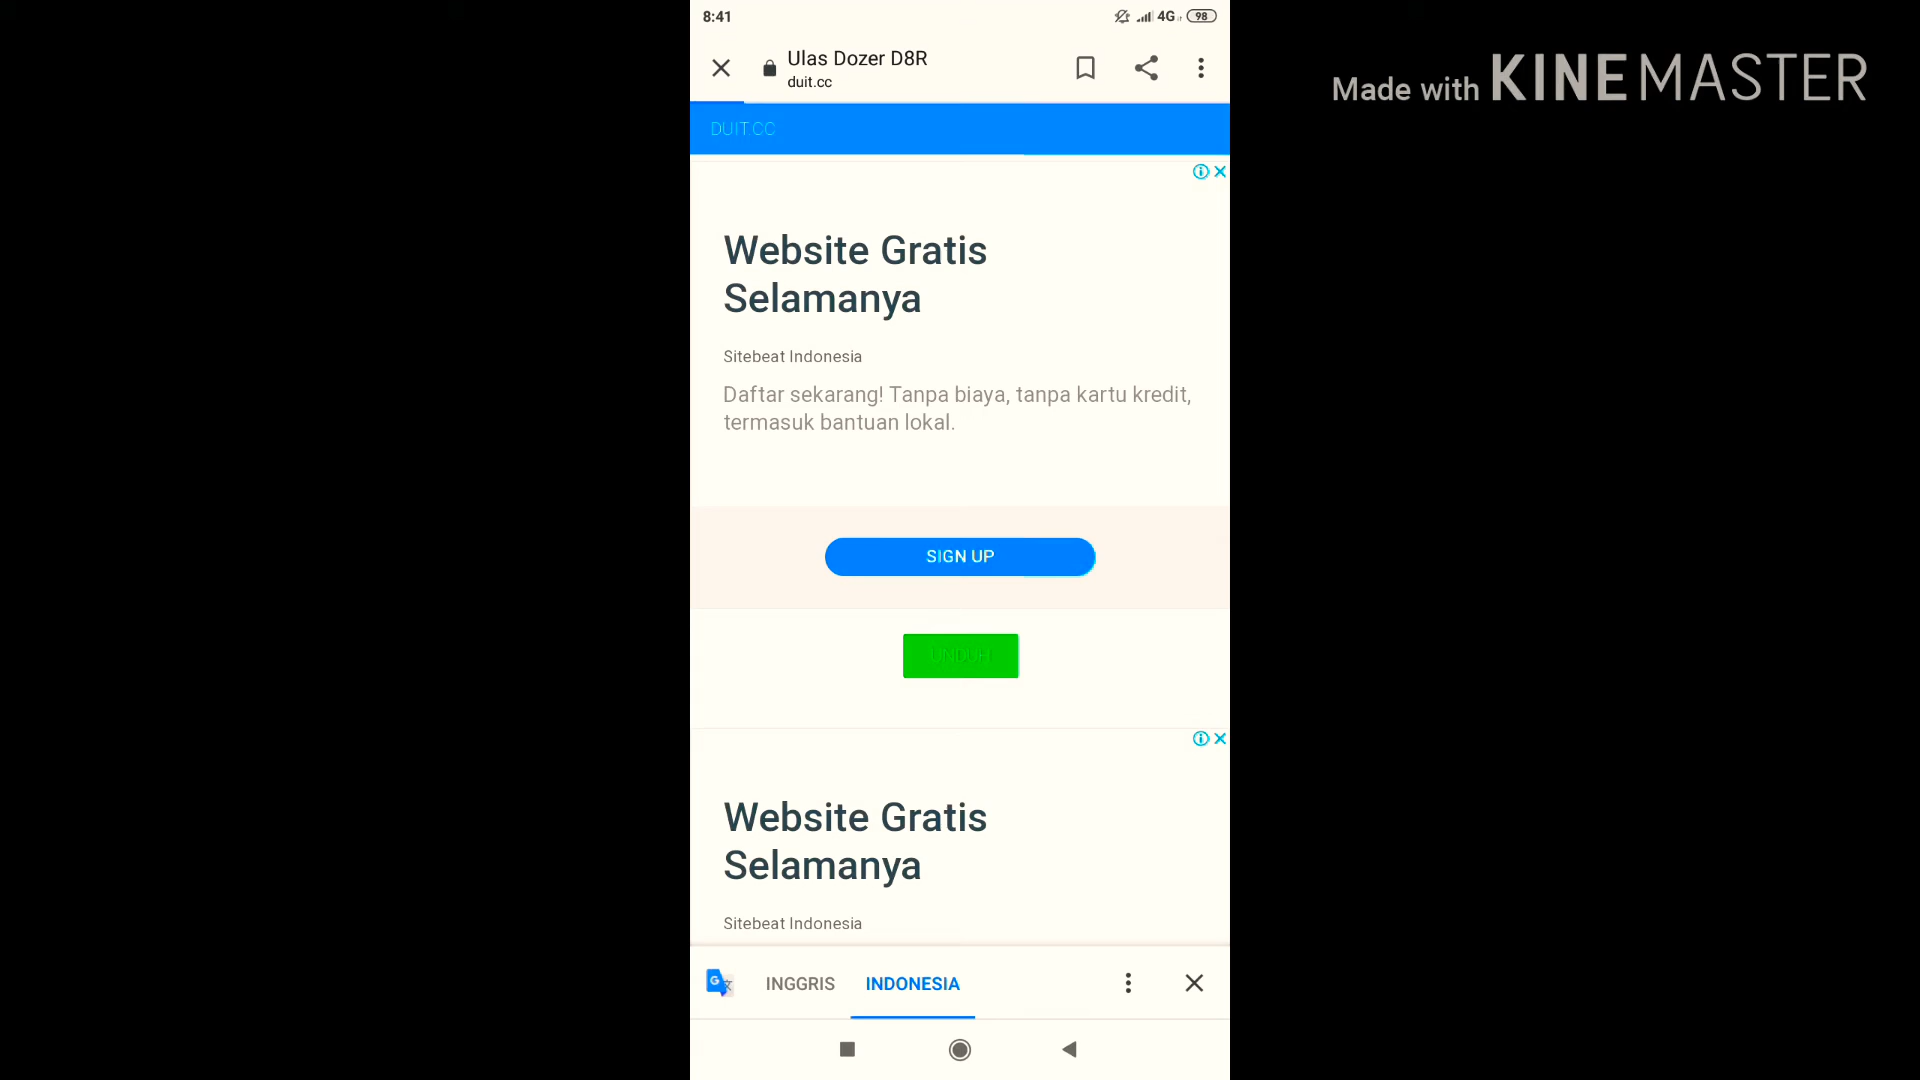 8:41
4G
98
Made with KINEMASTER
Ulas Dozer D8R
duit.cc
DUIT.CC
Website Gratis
Selamanya
Sitebeat Indonesia
Daftar sekarang! Tanpa biaya, tanpa kartu kredit,
termasuk bantuan lokal.
SIGN UP
UNDUH
Website Gratis
Selamanya
Sitebeat Indonesia
INGGRIS
INDONESIA